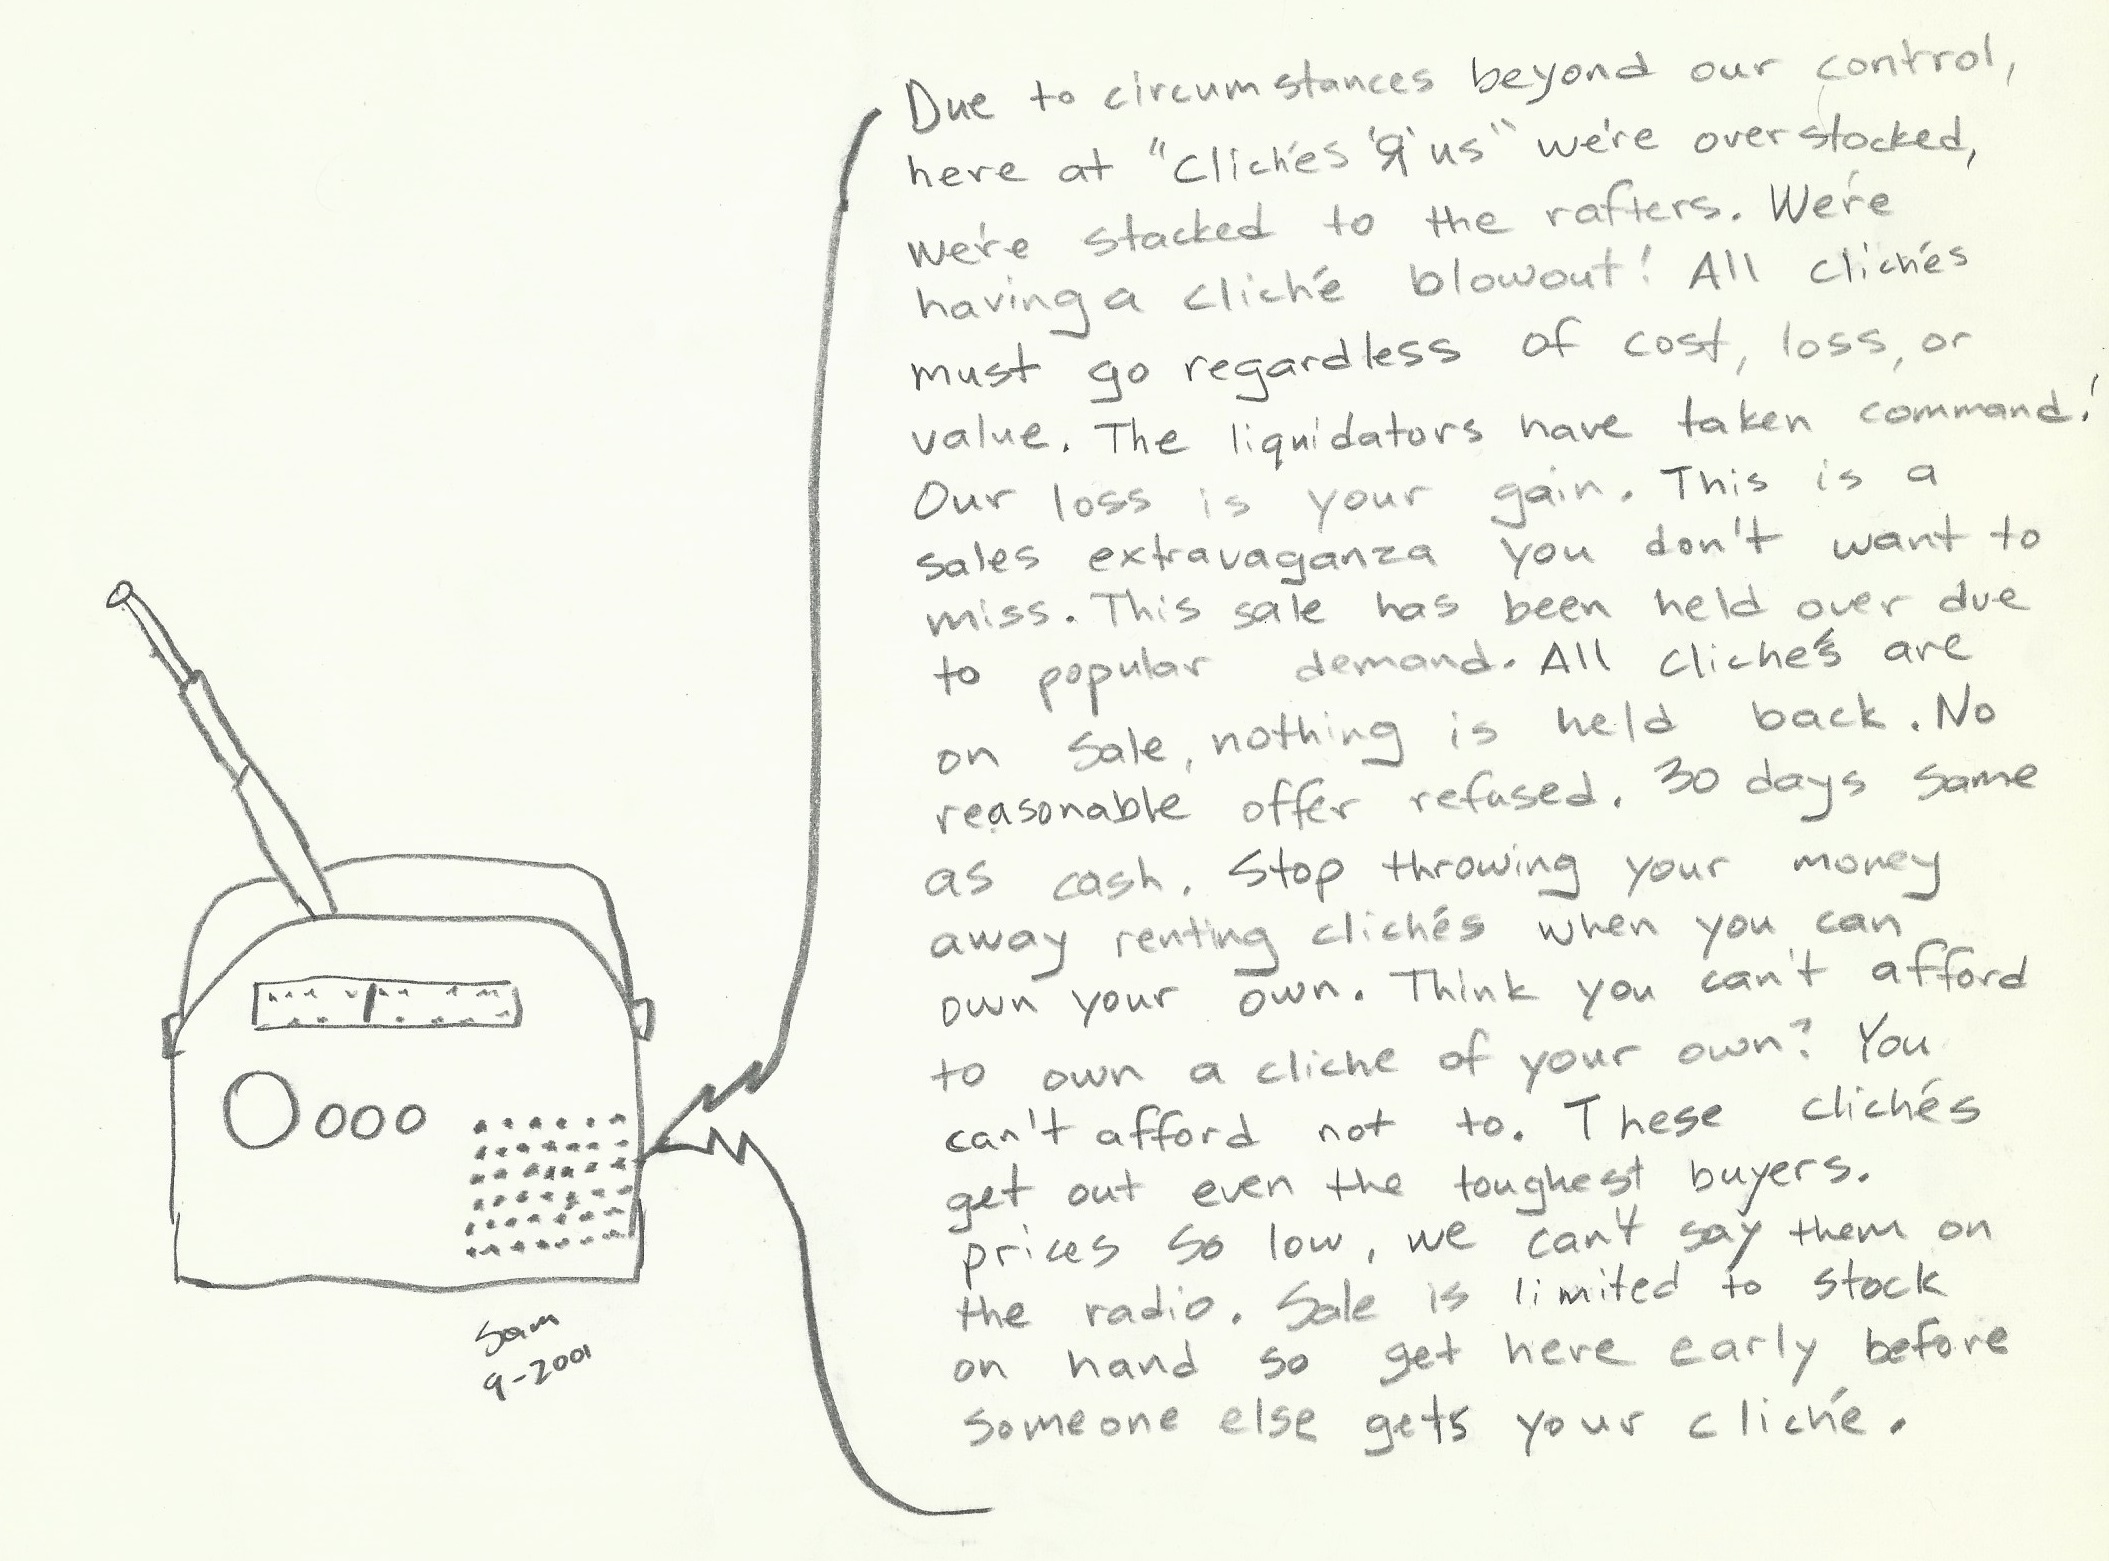 Due to circumstances beyond our control,
here at "Clichés 'Я' us" we're overstocked,
we're stacked to the rafters. We're
having a cliché blowout! All clichés
must go regardless of cost, loss, or
value. The liquidators have taken command!
Our loss is your gain. This is a
sales extravaganza you don't want to
miss. This sale has been held over due
to popular demand. All clichés are
on sale, nothing is held back. No
reasonable offer refused. 30 days same
as cash. Stop throwing your money
away renting clichés when you can
own your own. Think you can't afford
to own a cliche of your own? You
can't afford not to. These clichés
get out even the toughest buyers.
prices so low, we can't say them on
the radio. Sale is limited to stock
on hand so get here early before
someone else gets your cliché.
Sam
9-2001